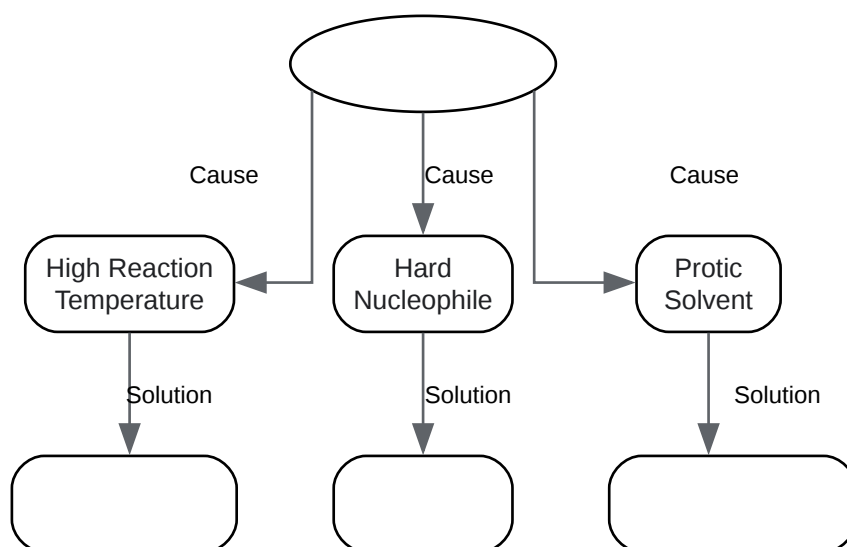 Cause
Cause
Cause
High Reaction
Temperature
Hard
Nucleophile
Protic
Solvent
Solution
Solution
Solution